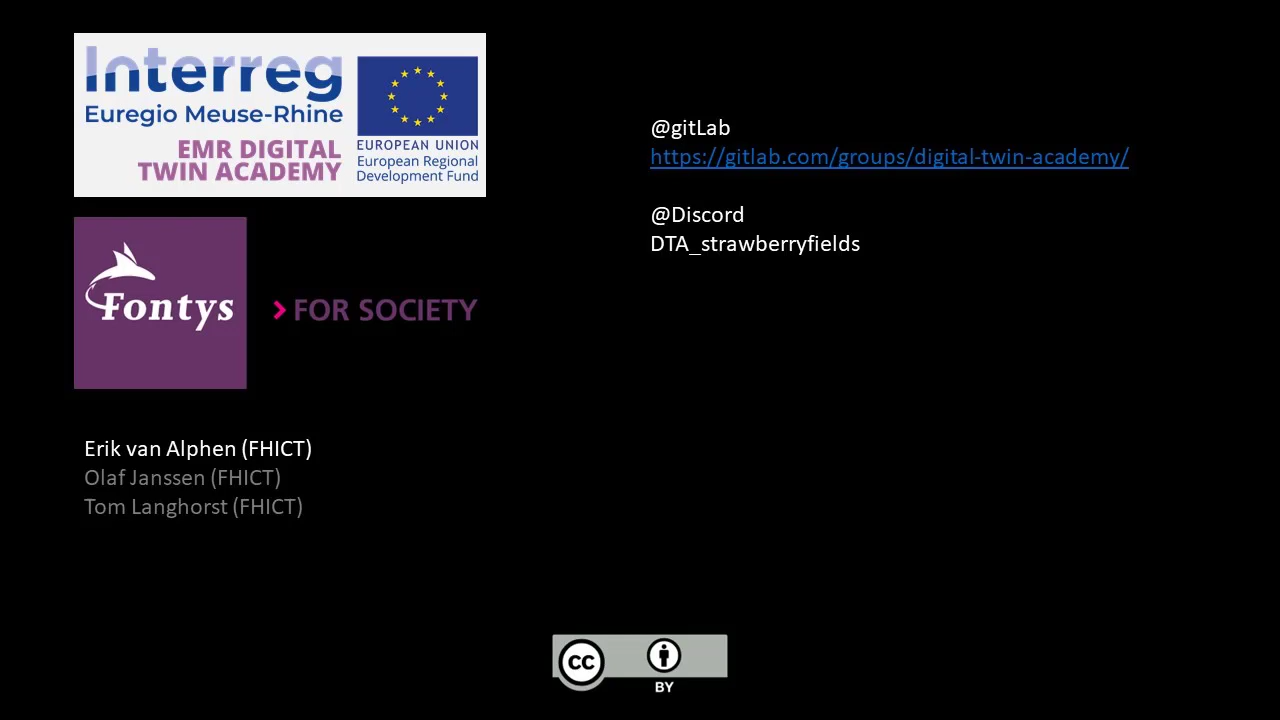 Interreg
Euregio Meuse-Rhine
EMR DIGITAL
TWIN ACADEMY
EUROPEAN UNION
European Regional
Development Fund
Fontys
FOR SOCIETY
Erik van Alphen (FHICT)
Olaf Janssen (FHICT)
Tom Langhorst (FHICT)
@gitLab
https://gitlab.com/groups/digital-twin-academy/
@Discord
DTA_strawberryfields
cc
BY